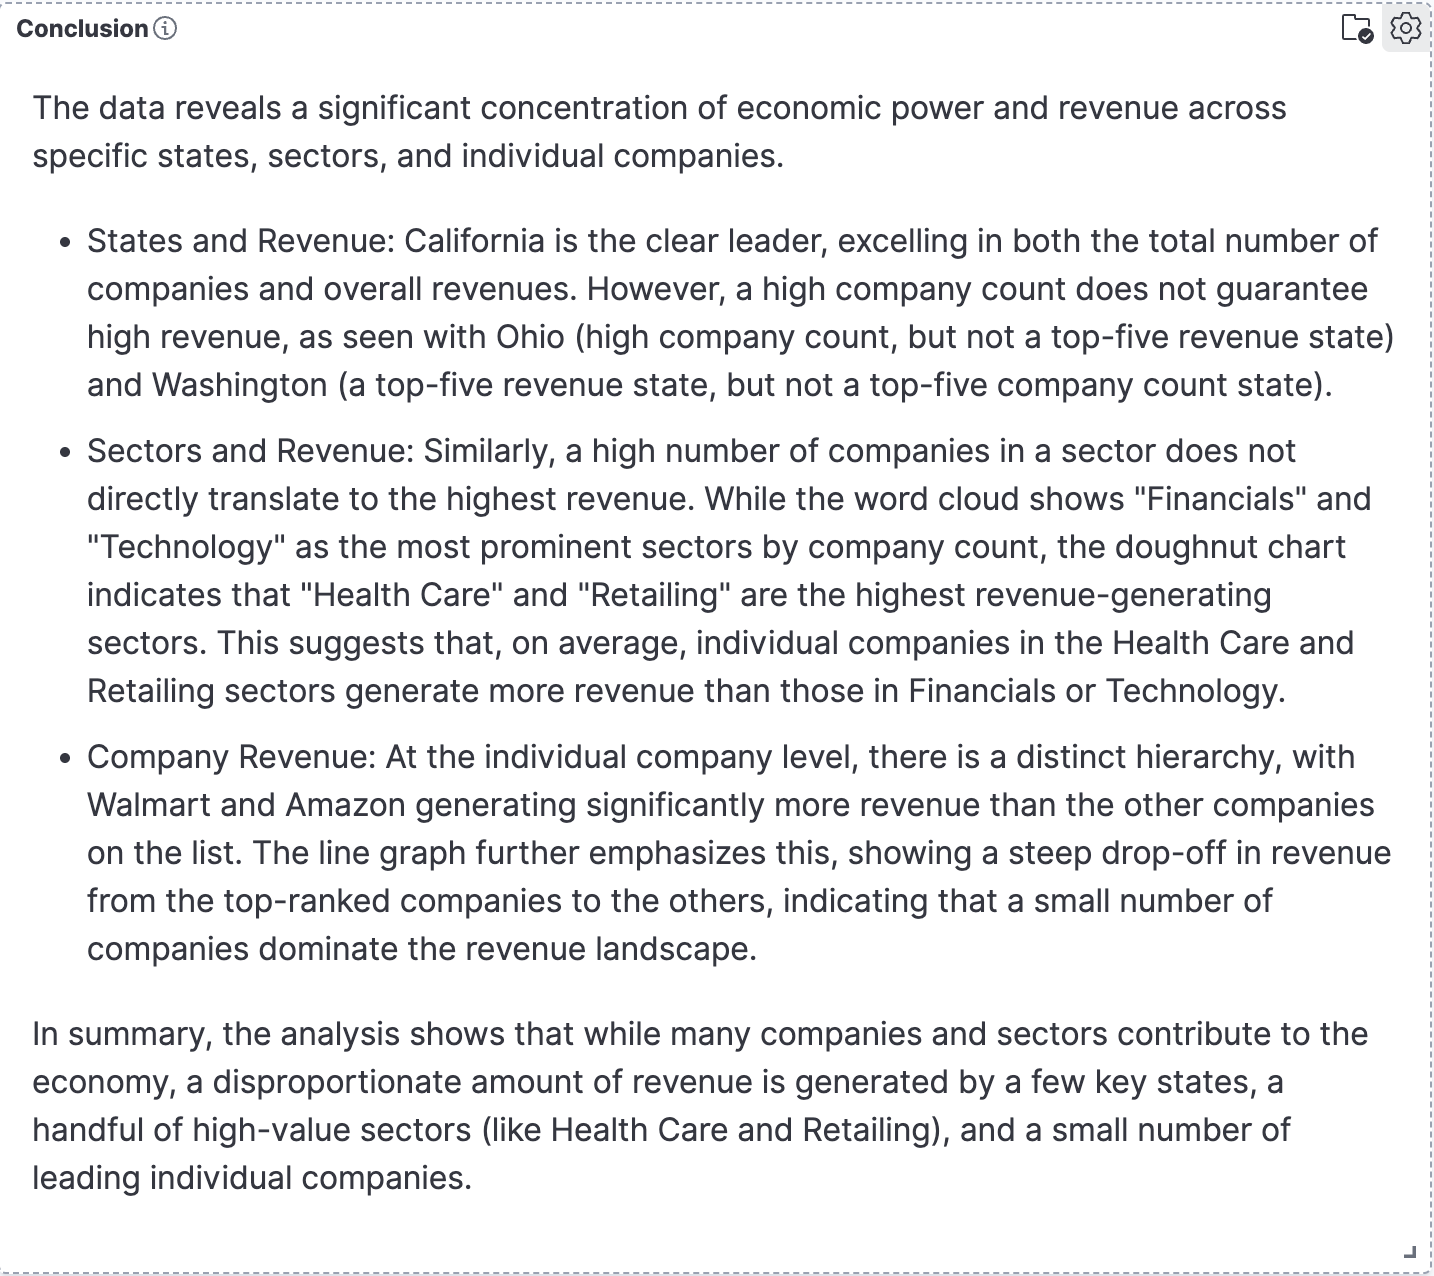 Conclusion
The data reveals a significant concentration of economic power and revenue across
specific states, sectors, and individual companies.
• States and Revenue: California is the clear leader, excelling in both the total number of
companies and overall revenues. However, a high company count does not guarantee
high revenue, as seen with Ohio (high company count, but not a top-five revenue state)
and Washington (a top-five revenue state, but not a top-five company count state).
• Sectors and Revenue: Similarly, a high number of companies in a sector does not
directly translate to the highest revenue. While the word cloud shows "Financials" and
"Technology" as the most prominent sectors by company count, the doughnut chart
indicates that "Health Care" and "Retailing" are the highest revenue-generating
sectors. This suggests that, on average, individual companies in the Health Care and
Retailing sectors generate more revenue than those in Financials or Technology.
• Company Revenue: At the individual company level, there is a distinct hierarchy, with
Walmart and Amazon generating significantly more revenue than the other companies
on the list. The line graph further emphasizes this, showing a steep drop-off in revenue
from the top-ranked companies to the others, indicating that a small number of
companies dominate the revenue landscape.
In summary, the analysis shows that while many companies and sectors contribute to the
economy, a disproportionate amount of revenue is generated by a few key states, a
handful of high-value sectors (like Health Care and Retailing), and a small number of
leading individual companies.